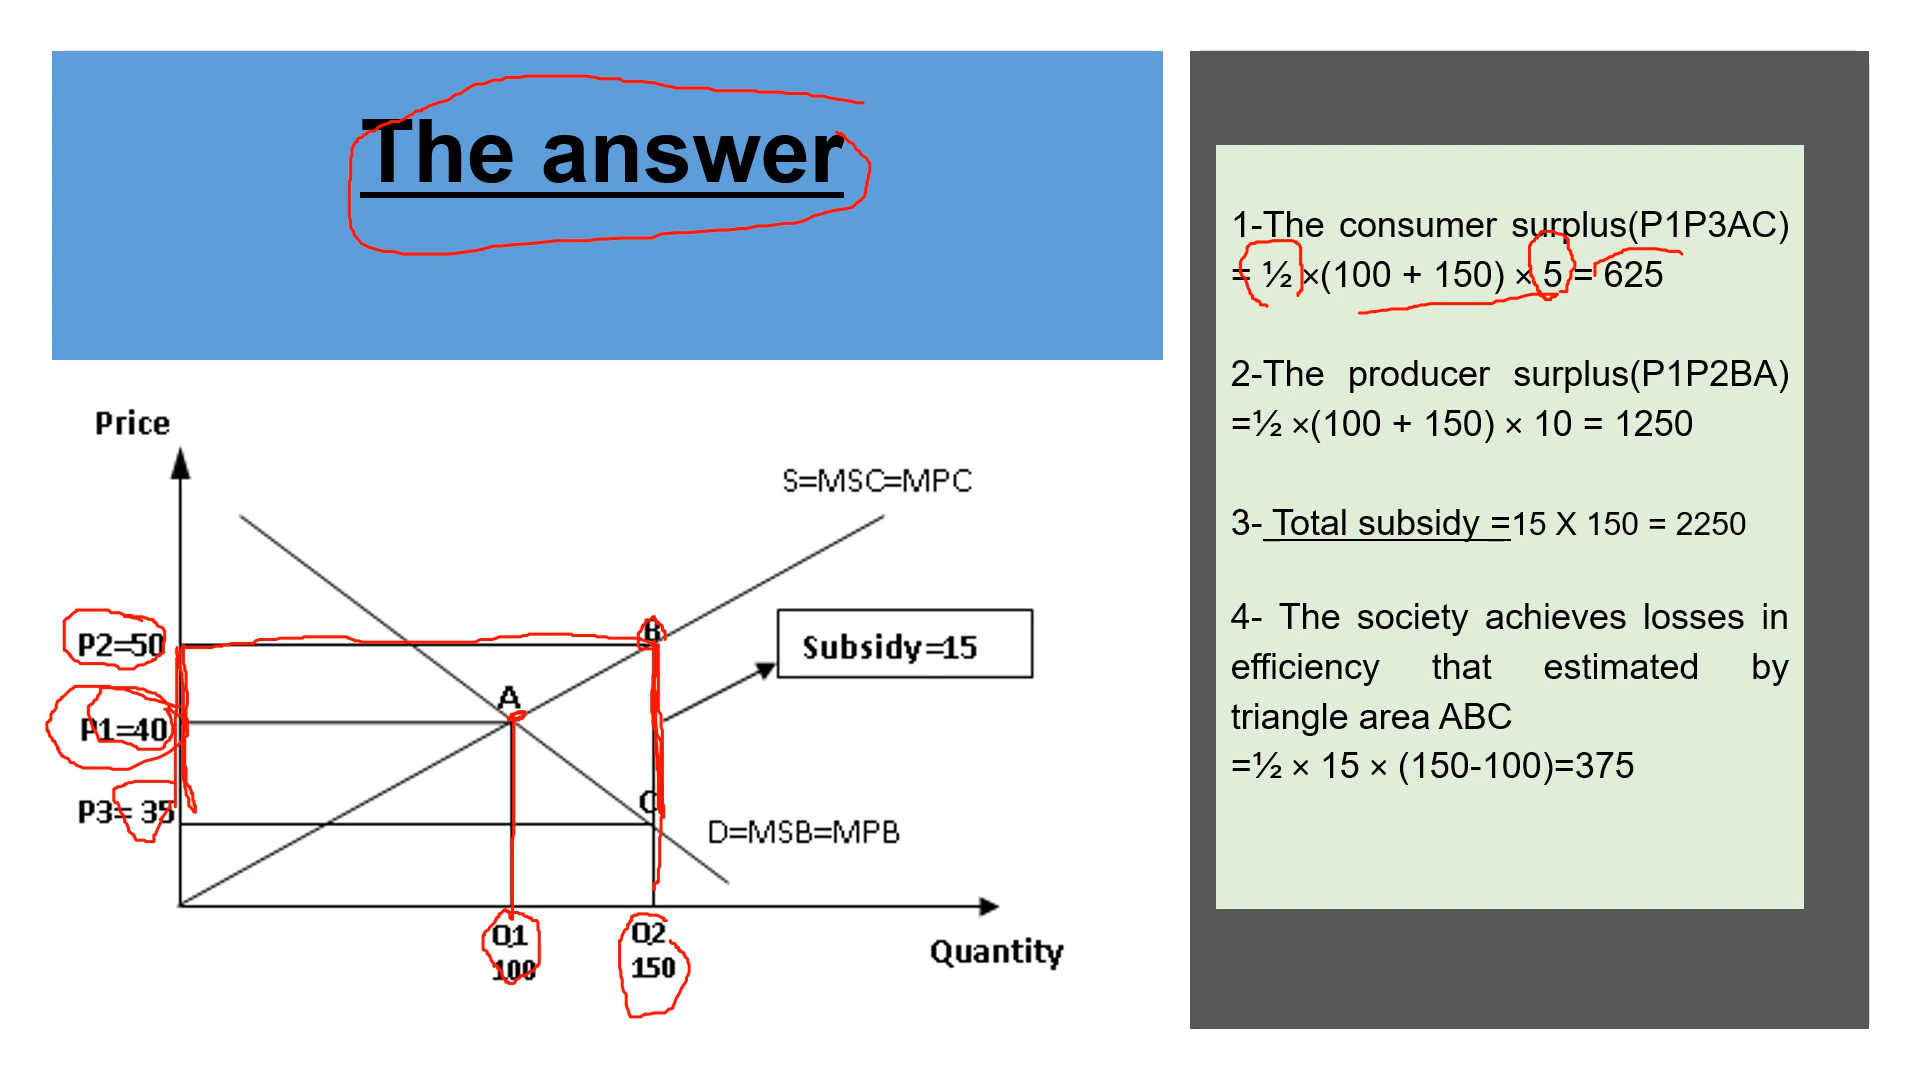 The answer
Price
S=MSC=MPC
P2=50
B
Subsidy=15
A
P1=40
P3= 35
C
D=MSB=MPB
Q1
100
Q2
150
Quantity
1-The consumer surplus(P1P3AC)
= ½ ×(100 + 150) × 5 = 625
2-The producer surplus(P1P2BA)
=½ ×(100 + 150) × 10 = 1250
3- Total subsidy =15 X 150 = 2250
4- The society achieves losses in
efficiency that estimated by
triangle area ABC
=½ × 15 × (150-100)=375